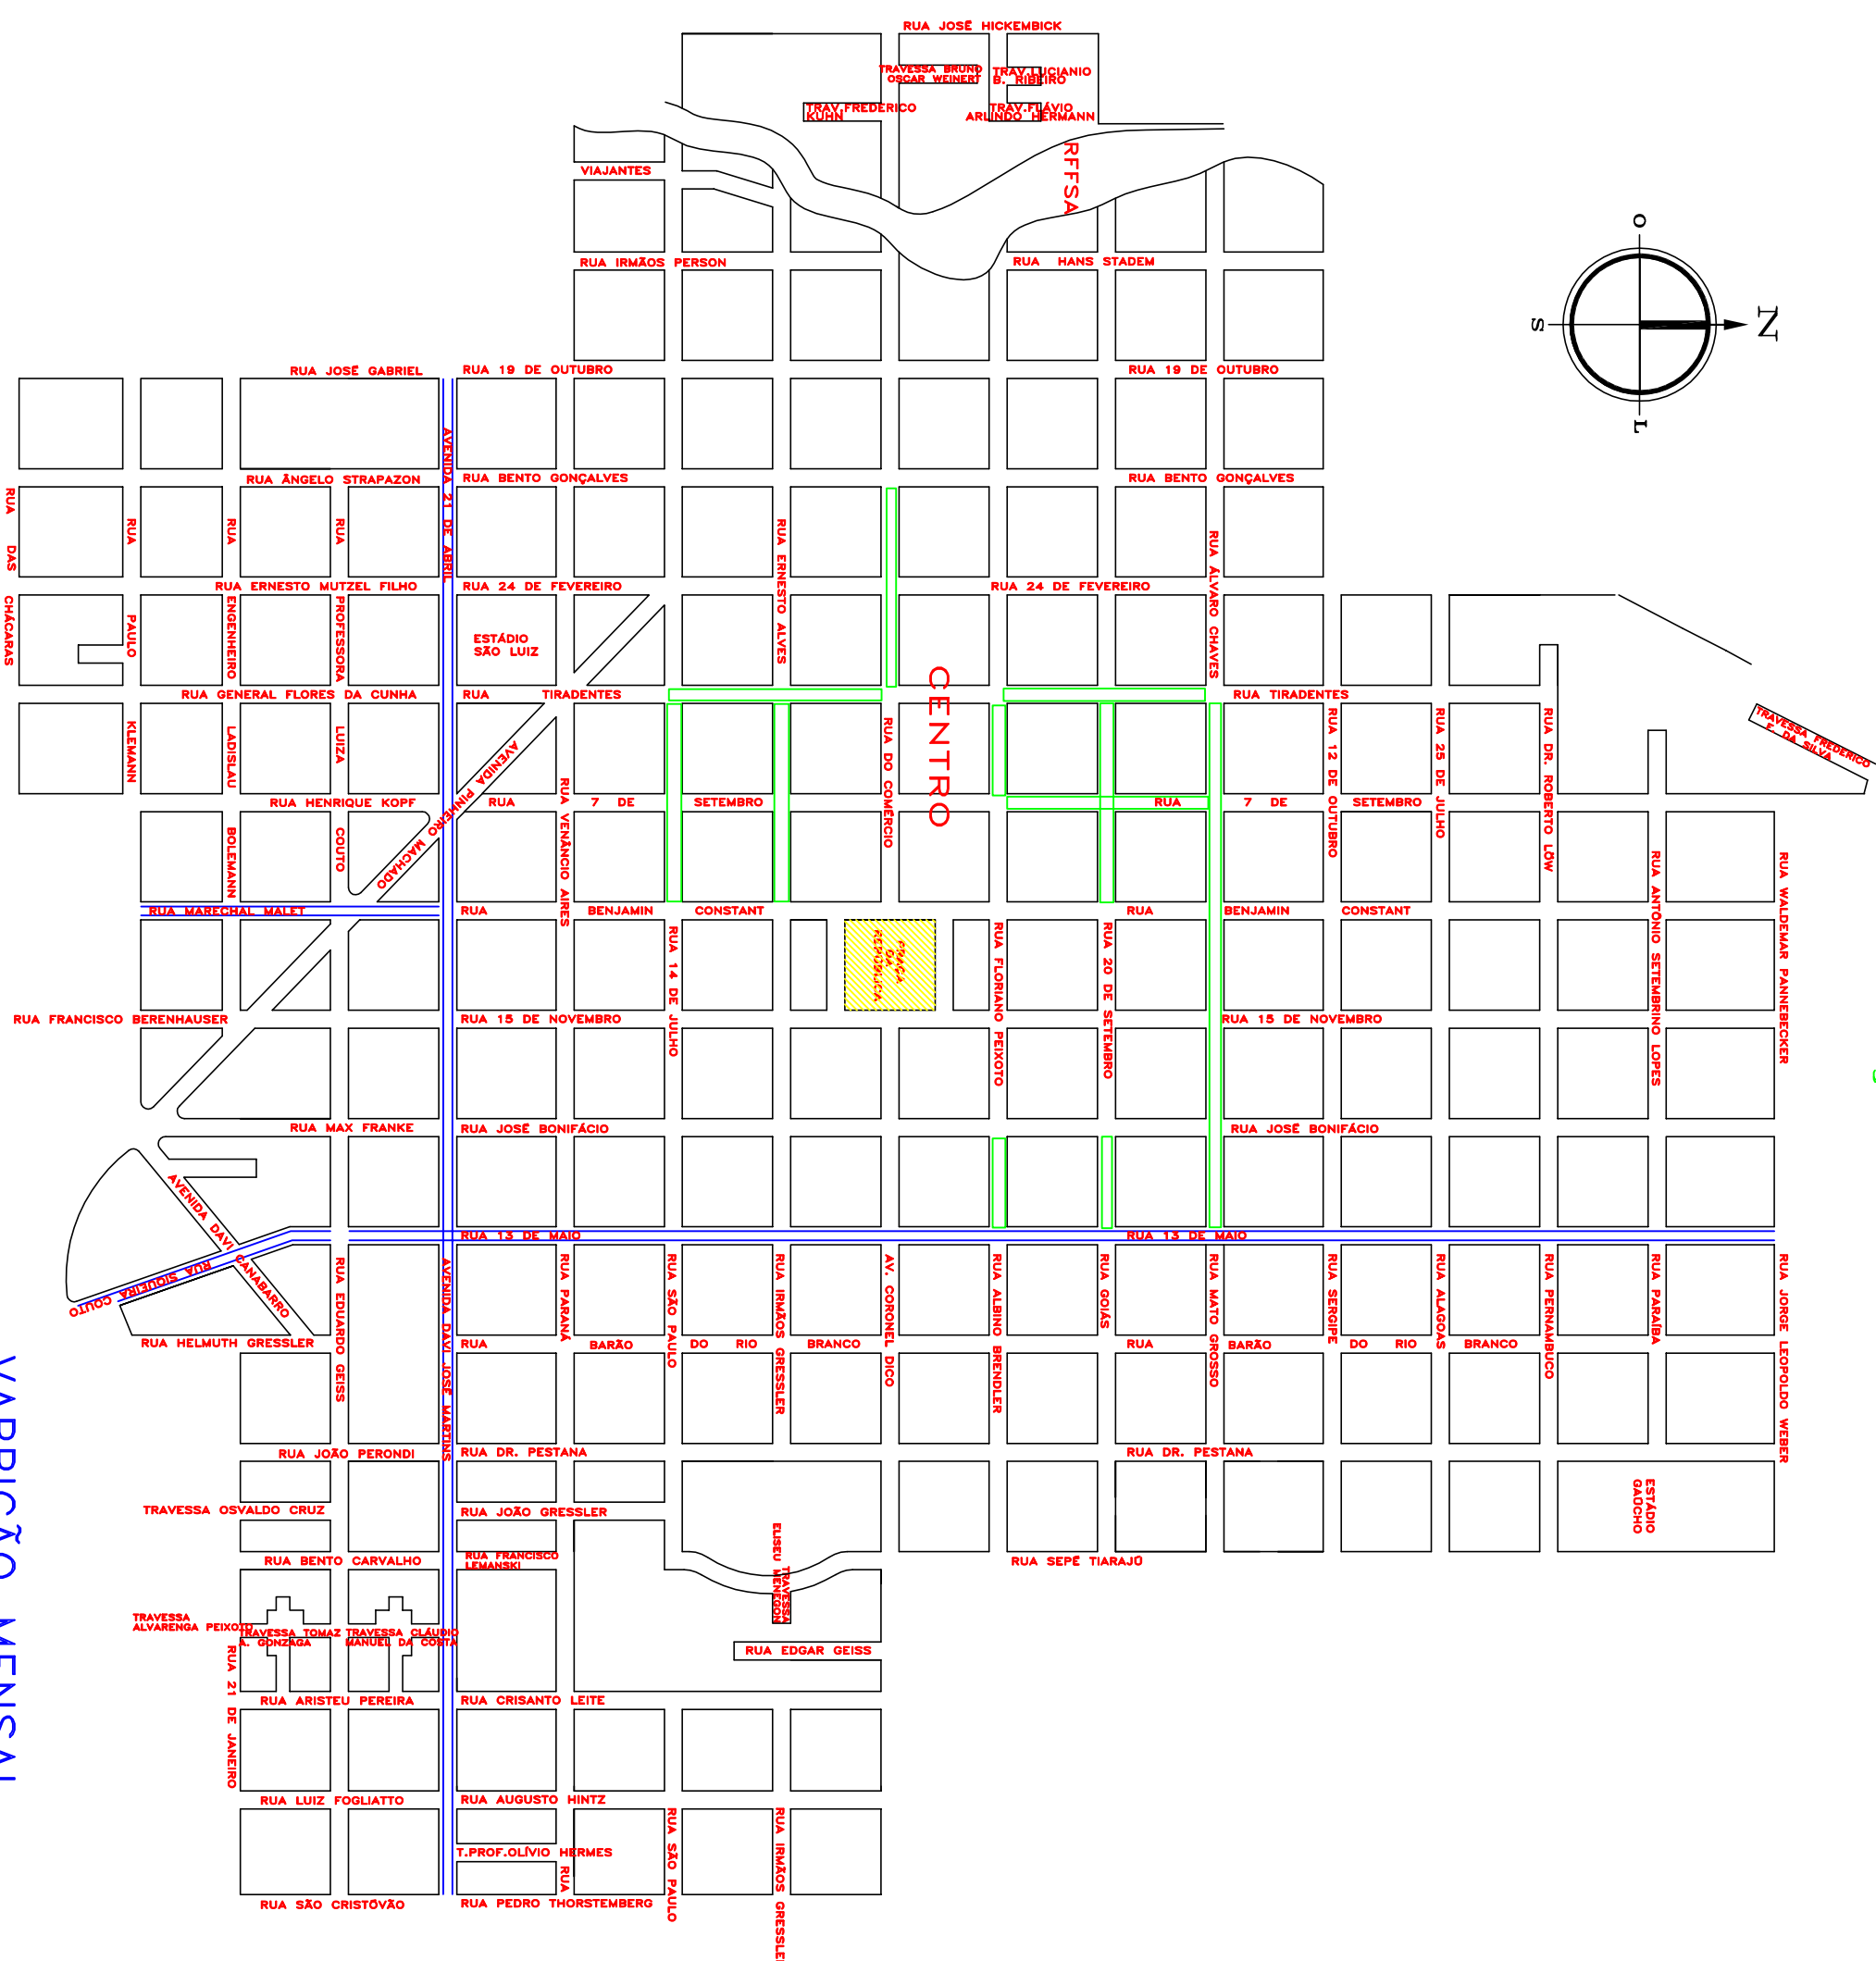 RUA JOSÉ HICKEMBICK
TRAVESSA BRUNO
OSCAR WEINERT
TRAV.LUCIANIO
B. RIBEIRO
TRAV.FREDERICO
KUHN
TRAV.FLÁVIO
ARLINDO HERMANN
RFFSA
VIAJANTES
RUA IRMÃOS PERSON
RUA HANS STADEM
O
N
S
L
RUA JOSÉ GABRIEL
RUA 19 DE OUTUBRO
RUA 19 DE OUTUBRO
AVENIDA 21 DE ABRIL
RUA ÂNGELO STRAPAZON
RUA BENTO GONÇALVES
RUA BENTO GONÇALVES
RUA DAS CHÁCARAS
RUA PAULO KLEMANN
RUA ENGENHEIRO LADISLAU BOLEMANN
RUA PROFESSORA LUIZA COUTO
RUA ERNESTO ALVES
RUA ÁLVARO CHAVES
RUA ERNESTO MUTZEL FILHO
RUA 24 DE FEVEREIRO
RUA 24 DE FEVEREIRO
ESTÁDIO
SÃO LUIZ
CENTRO
RUA GENERAL FLORES DA CUNHA
RUA TIRADENTES
RUA TIRADENTES
AVENIDA PINHEIRO MACHADO
RUA DO COMÉRCIO
RUA 12 DE OUTUBRO
RUA 25 DE JULHO
RUA DR. ROBERTO LÖW
TRAVESSA FREDERICO
E. DA SILVA
RUA VENÂNCIO AIRES
RUA HENRIQUE KOPF
RUA 7 DE SETEMBRO
RUA 7 DE SETEMBRO
RUA ANTÔNIO SETEMBRINO LOPES
RUA WALDEMAR PANNEBECKER
RUA MARECHAL MALET
RUA BENJAMIN CONSTANT
RUA BENJAMIN CONSTANT
RUA 14 DE JULHO
PRAÇA
DA
REPÚBLICA
RUA FLORIANO PEIXOTO
RUA 20 DE SETEMBRO
RUA FRANCISCO BERENHAUSER
RUA 15 DE NOVEMBRO
RUA 15 DE NOVEMBRO
RUA MAX FRANKE
RUA JOSÉ BONIFÁCIO
RUA JOSÉ BONIFÁCIO
AVENIDA DAVI CANABARRO
RUA SIQUEIRA COUTO
RUA 13 DE MAIO
RUA 13 DE MAIO
RUA EDUARDO GEISS
AVENIDA DAVI JOSÉ MARTINS
RUA PARANÁ
RUA SÃO PAULO
RUA IRMÃOS GRESSLER
AV. CORONEL DICO
RUA ALBINO BRENDLER
RUA GOIÁS
RUA MATO GROSSO
RUA SERGIPE
RUA ALAGOAS
RUA PERNAMBUCO
RUA PARAÍBA
RUA JORGE LEOPOLDO WEBER
RUA HELMUTH GRESSLER
RUA BARÃO DO RIO BRANCO
RUA BARÃO DO RIO BRANCO
RUA JOÃO PERONDI
RUA DR. PESTANA
RUA DR. PESTANA
ESTÁDIO
GAÚCHO
TRAVESSA OSVALDO CRUZ
RUA JOÃO GRESSLER
TRAVESSA
ELISEU MENEGON
RUA BENTO CARVALHO
RUA FRANCISCO
LEMANSKI
RUA SEPÉ TIARAJÚ
TRAVESSA
ALVARENGA PEIXOTO
TRAVESSA TOMAZ
A. GONZAGA
TRAVESSA CLÁUDIO
MANUEL DA COSTA
RUA EDGAR GEISS
RUA 21 DE JANEIRO
RUA ARISTEU PEREIRA
RUA CRISANTO LEITE
RUA LUIZ FOGLIATTO
RUA AUGUSTO HINTZ
T.PROF.OLÍVIO HERMES
RUA
RUA SÃO PAULO
RUA IRMÃOS GRESSLE
RUA SÃO CRISTÓVÃO
RUA PEDRO THORSTEMBERG
VARRIÇÃO MENSAL